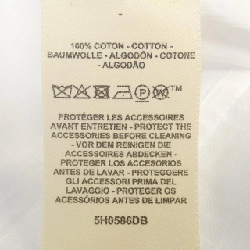 100% COTON - COTTON -
BAUMWOLLE - ALGODÓN - COTONE
- ALGODÃO
TM
PROTÉGER LES ACCESSOIRES
AVANT ENTRETIEN - PROTECT THE
ACCESSORIES BEFORE CLEANING
- VOR DEM REINIGEN DIE
ACCESSOIRES ABDECKEN -
PROTEGER LOS ACCESORIOS
ANTES DE LAVAR - PROTEGGERE
GLI ACCESSORI PRIMA DEL
LAVAGGIO - PROTEGER OS
ACESSÓRIOS ANTES DE LIMPAR
5H0586DB